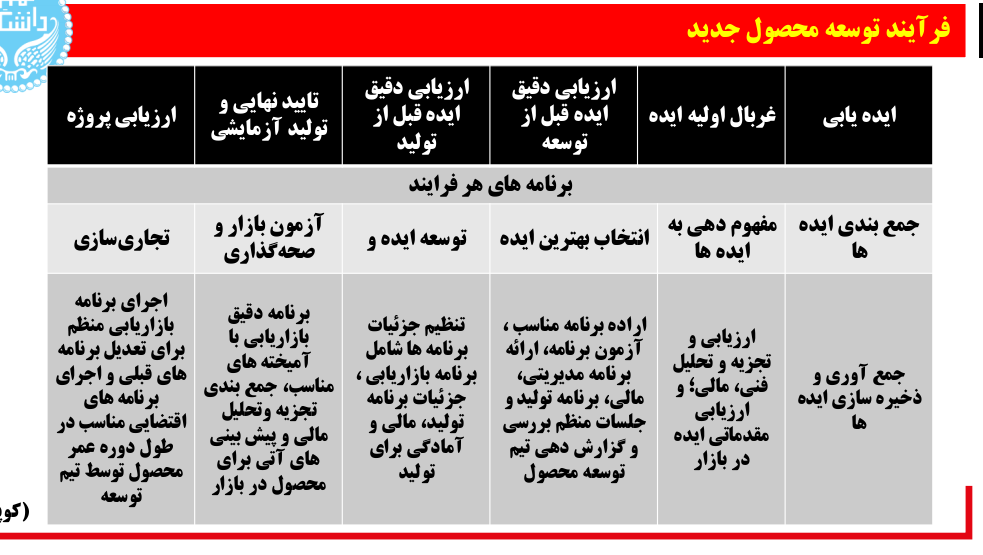 فرآیند توسعه محصول جدید
ایده یابی
غربال اولیه ایده
ارزیابی دقیق
ایده قبل از
توسعه
ارزیابی دقیق
ایده قبل از
تولید
تایید نهایی و
تولید آزمایشی
ارزیابی پروژه
برنامه های هر فرایند
جمع بندی ایده
ها
مفهوم دهی به
ایده ها
انتخاب بهترین ایده
توسعه ایده و
آزمون بازار و
صحه‌گذاری
تجاری‌سازی
جمع آوری و
ذخیره سازی ایده
ها
ارزیابی و
تجزیه و تحلیل
فنی، مالی؛ و
ارزیابی
مقدماتی ایده
در بازار
اراده برنامه مناسب ،
آزمون برنامه، ارائه
برنامه مدیریتی،
مالی، برنامه تولید و
جلسات منظم بررسی
و گزارش دهی تیم
توسعه محصول
تنظیم جزئیات
برنامه ها شامل
برنامه بازاریابی ،
جزئیات برنامه
تولید، مالی و
آمادگی برای
تولید
برنامه دقیق
بازاریابی با
آمیخته های
مناسب، جمع بندی
تجزیه وتحلیل
مالی و پیش بینی
های آتی برای
محصول در بازار
اجرای برنامه
بازاریابی منظم
برای تعدیل برنامه
های قبلی و اجرای
برنامه های
اقتضایی مناسب در
طول دوره عمر
محصول توسط تیم
توسعه